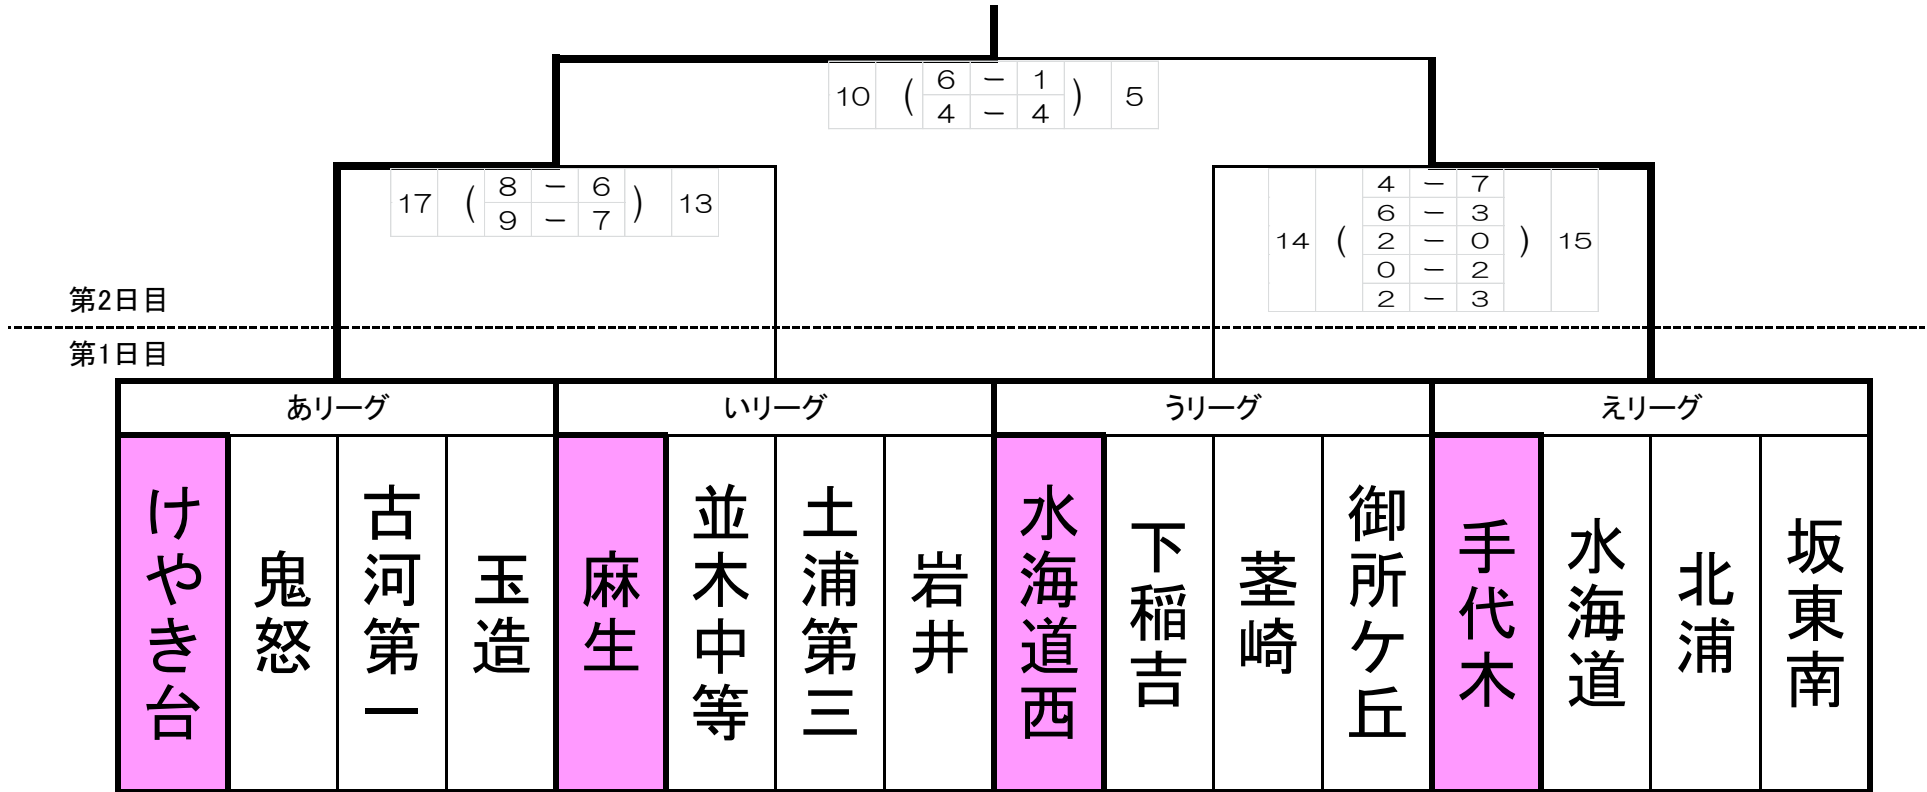 10 ( 6 － 1 ) 5
4 － 4
17 ( 8 － 6 ) 13
9 － 7
14 ( 4 － 7 ) 15
6 － 3
2 － 0
0 － 2
2 － 3
第2日目
第1日目
あリーグ
いリーグ
うリーグ
えリーグ
けやき台
鬼怒
古河第一
玉造
麻生
並木中等
土浦第三
岩井
水海道西
下稲吉
茎崎
御所ケ丘
手代木
水海道
北浦
坂東南